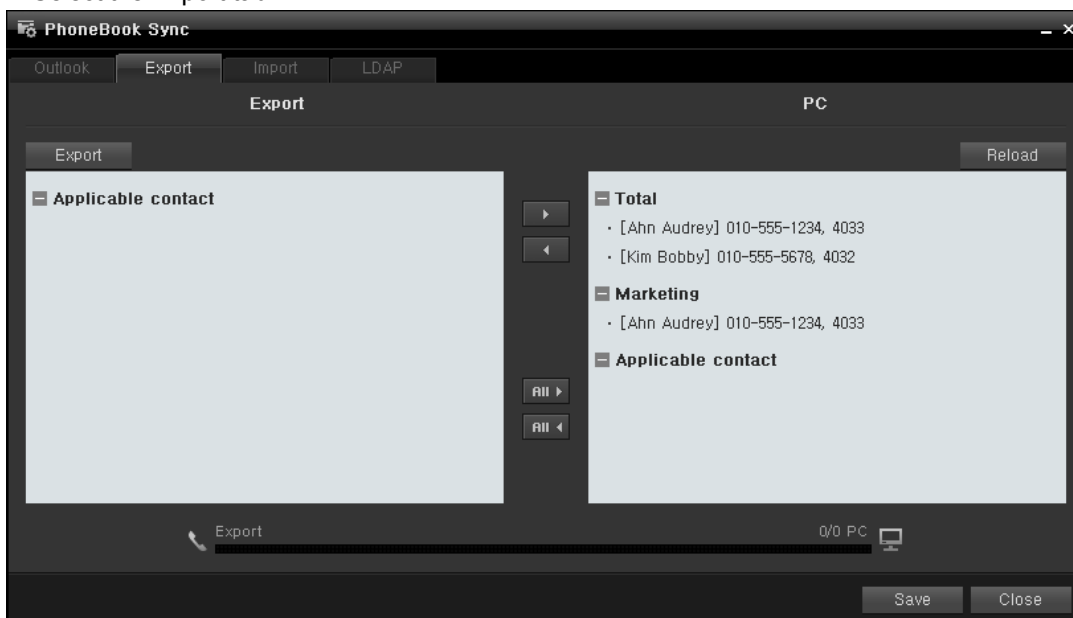 PhoneBook Sync
Outlook Export Import LDAP
Export PC
Export Reload
Applicable contact
Total
· [Ahn Audrey] 010-555-1234, 4033
· [Kim Bobby] 010-555-5678, 4032
Marketing
· [Ahn Audrey] 010-555-1234, 4033
Applicable contact
All
All
Export 0/0 PC
Save Close